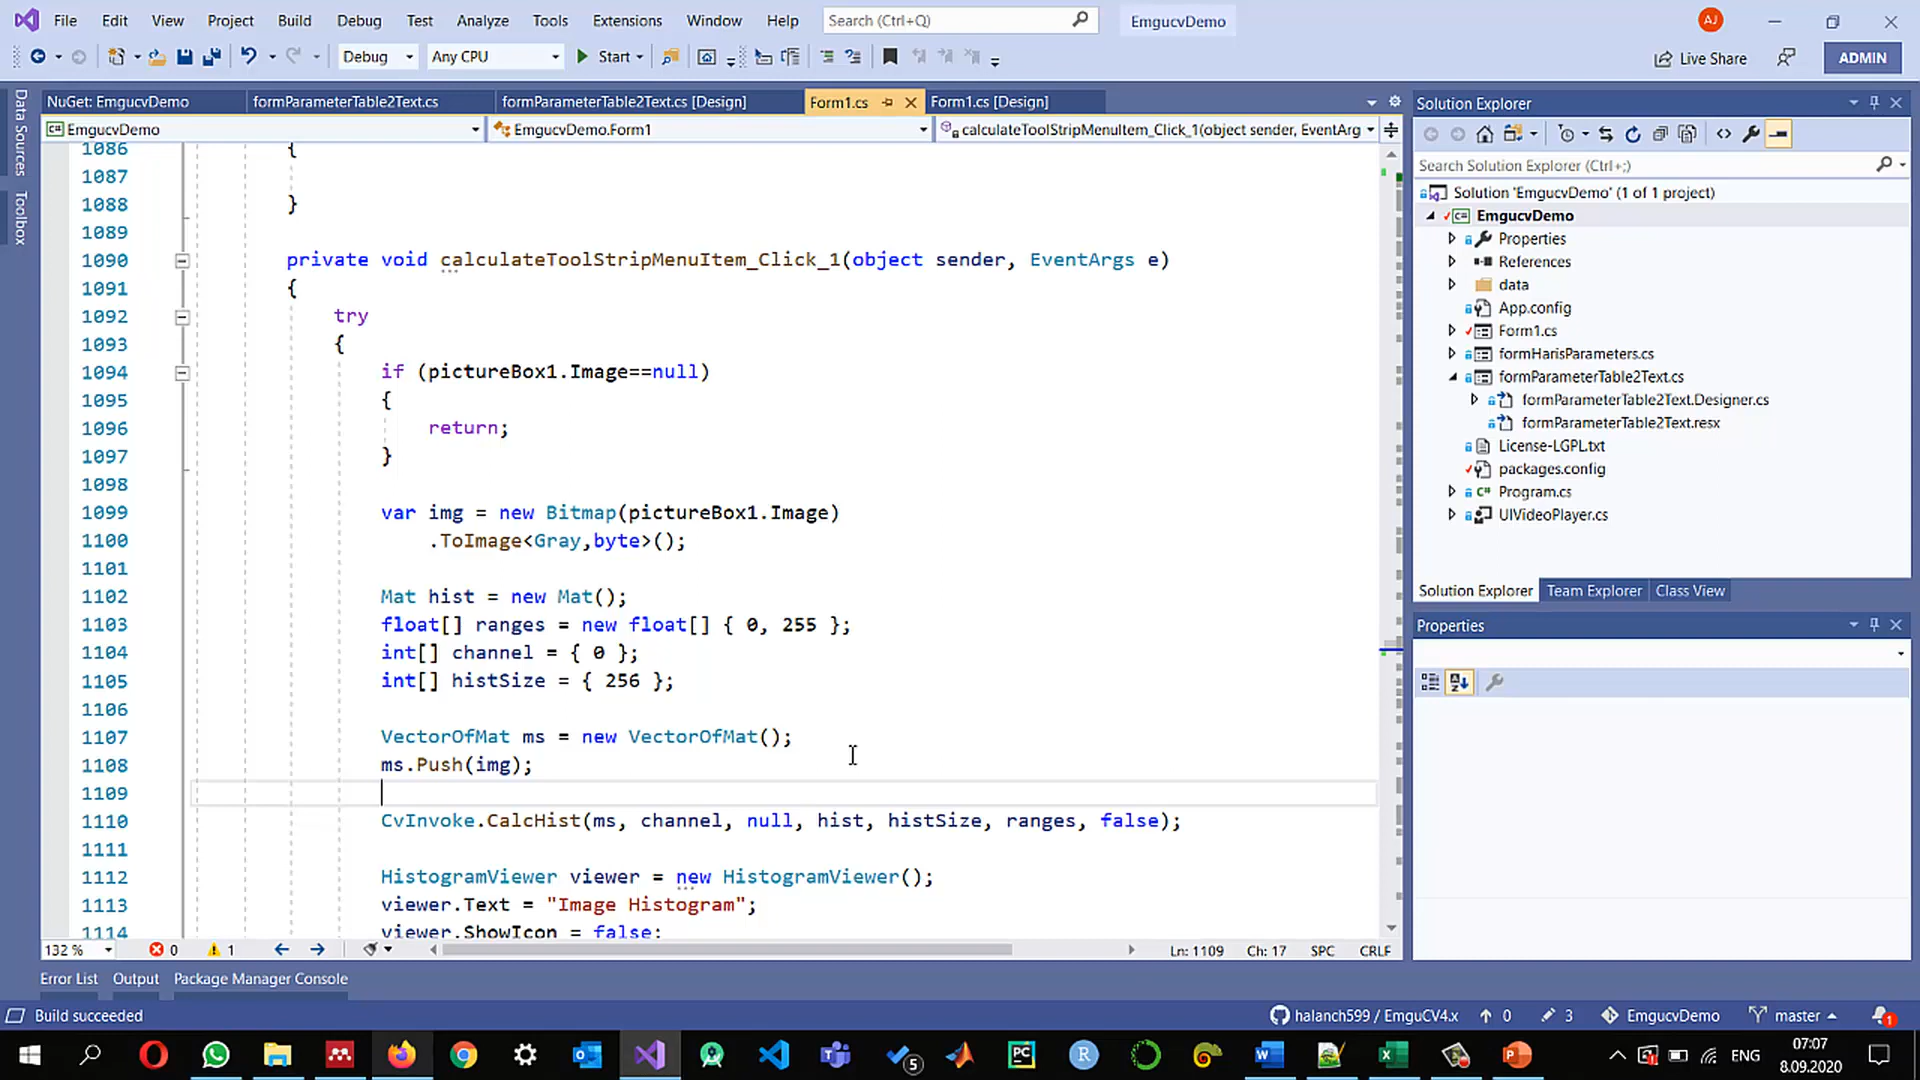 File Edit View Project Build Debug Test Analyze Tools Extensions Window Help Search (Ctrl+Q) EmgucvDemo AJ
Debug Any CPU Start Live Share ADMIN
Data Sources
Toolbox
NuGet: EmgucvDemo formParameterTable2Text.cs formParameterTable2Text.cs [Design] Form1.cs Form1.cs [Design]
EmgucvDemo EmgucvDemo.Form1 calculateToolStripMenuItem_Click_1(object sender, EventArg
1086 {
1087
1088 }
1089
1090 private void calculateToolStripMenuItem_Click_1(object sender, EventArgs e)
1091 {
1092 try
1093 {
1094 if (pictureBox1.Image==null)
1095 {
1096 return;
1097 }
1098
1099 var img = new Bitmap(pictureBox1.Image)
1100 .ToImage<Gray,byte>();
1101
1102 Mat hist = new Mat();
1103 float[] ranges = new float[] { 0, 255 };
1104 int[] channel = { 0 };
1105 int[] histSize = { 256 };
1106
1107 VectorOfMat ms = new VectorOfMat();
1108 ms.Push(img);
1109
1110 CvInvoke.CalcHist(ms, channel, null, hist, histSize, ranges, false);
1111
1112 HistogramViewer viewer = new HistogramViewer();
1113 viewer.Text = "Image Histogram";
1114 viewer.ShowIcon = false;
132 % 0 1 Ln: 1109 Ch: 17 SPC CRLF
Solution Explorer
Search Solution Explorer (Ctrl+;)
Solution 'EmgucvDemo' (1 of 1 project)
EmgucvDemo
Properties
References
data
App.config
Form1.cs
formHarisParameters.cs
formParameterTable2Text.cs
formParameterTable2Text.Designer.cs
formParameterTable2Text.resx
License-LGPL.txt
packages.config
Program.cs
UIVideoPlayer.cs
Solution Explorer Team Explorer Class View
Properties
Error List Output Package Manager Console
Build succeeded halanch599 / EmguCV4.x 0 3 EmgucvDemo master 1
5 PC R ENG 07:07
8.09.2020